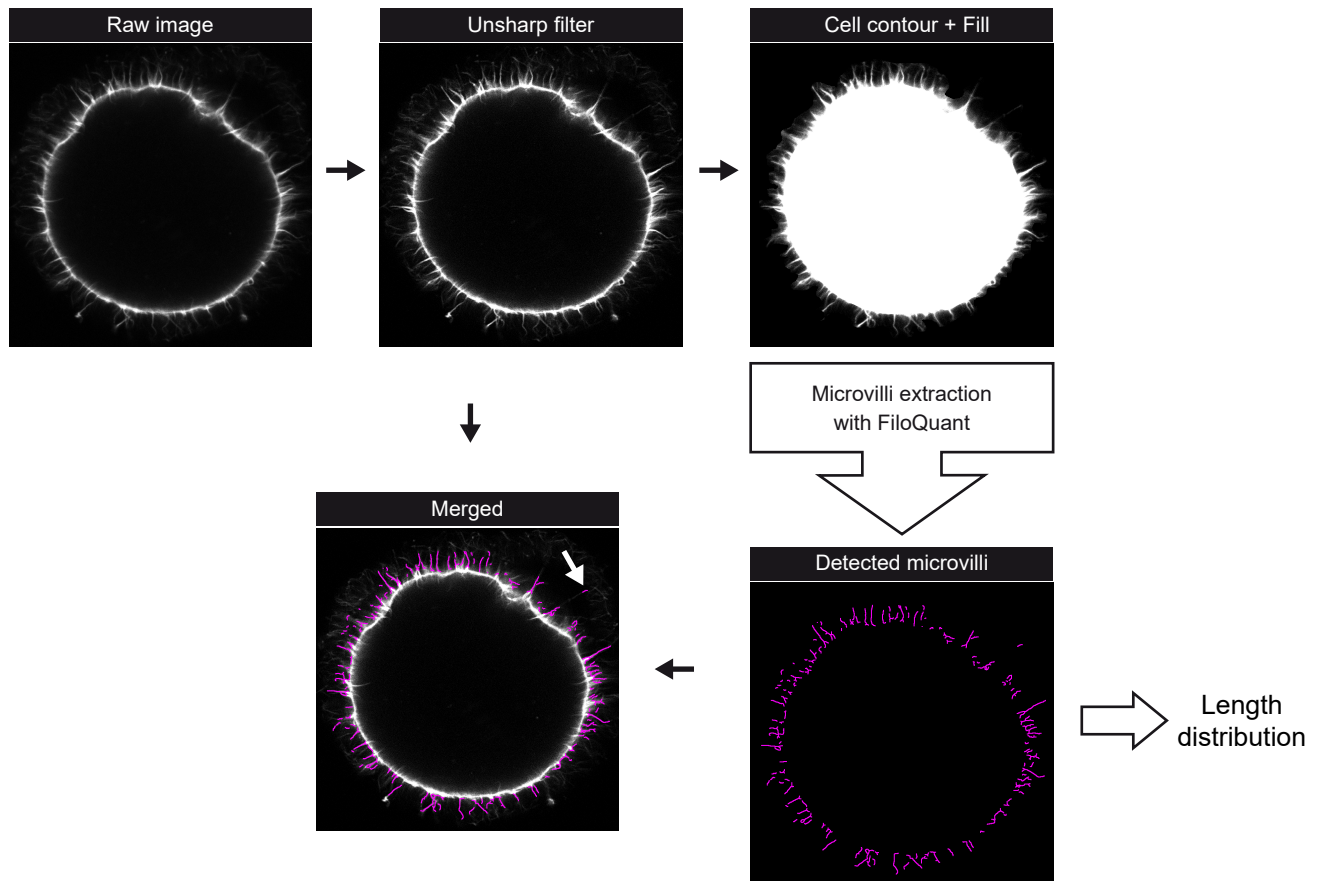 Raw image
Unsharp filter
Cell contour + Fill
Microvilli extraction
with FiloQuant
Merged
Detected microvilli
Length
distribution